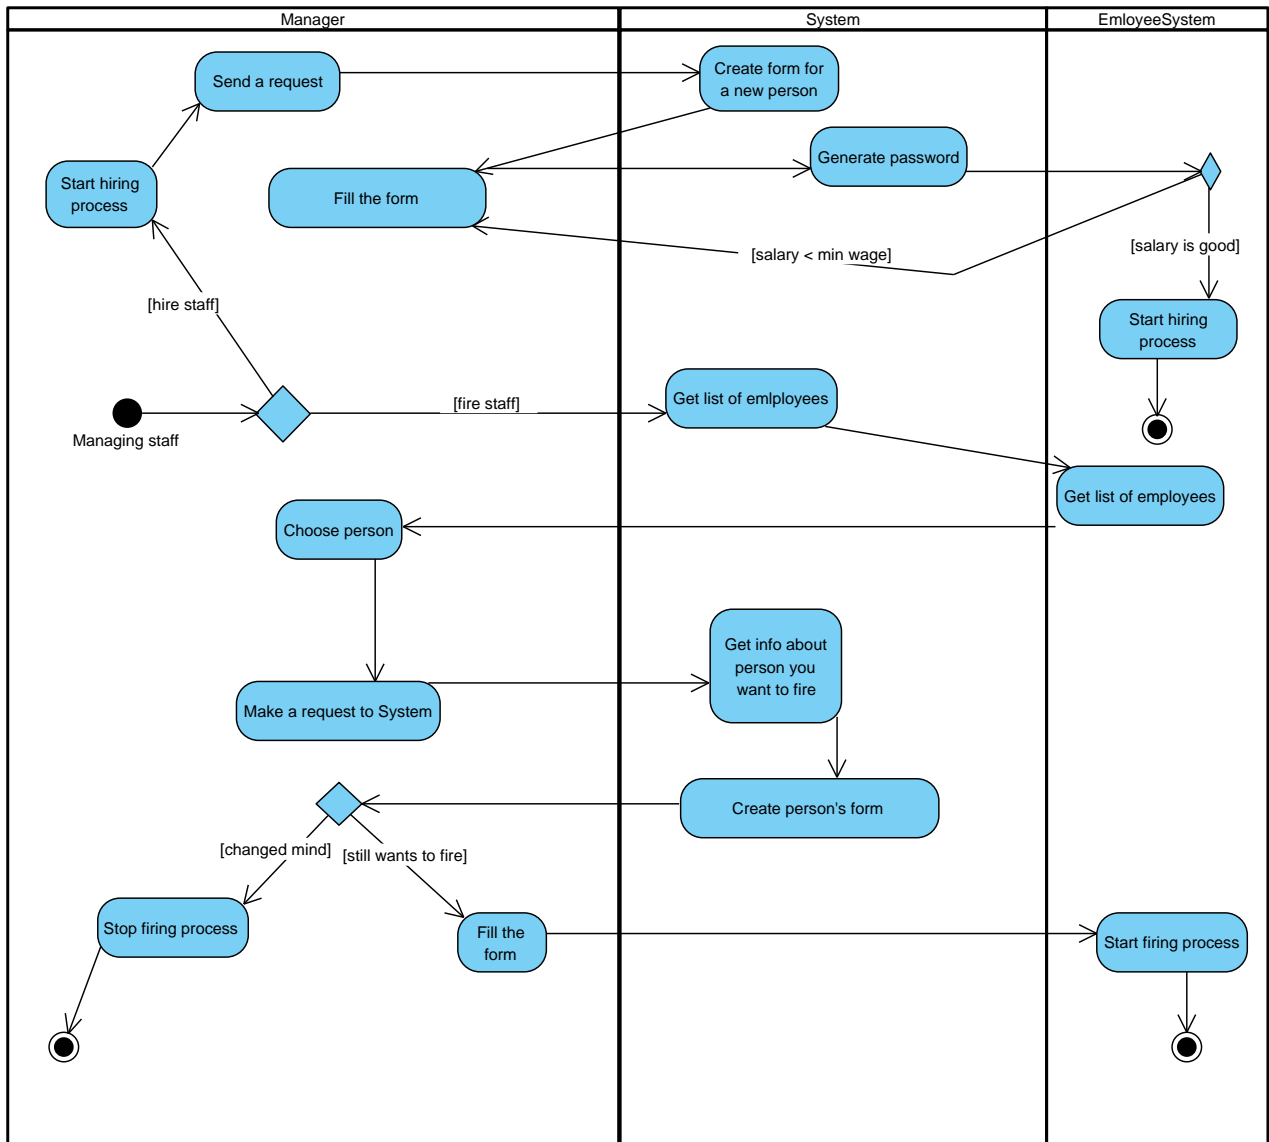 Manager
System
EmloyeeSystem
Send a request
Create form for
a new person
Generate password
Start hiring
process
Fill the form
[salary < min wage]
[salary is good]
[hire staff]
Start hiring
process
[fire staff]
Get list of emlployees
Managing staff
Get list of employees
Choose person
Get info about
person you
want to fire
Make a request to System
Create person's form
[changed mind]
[still wants to fire]
Stop firing process
Fill the
form
Start firing process